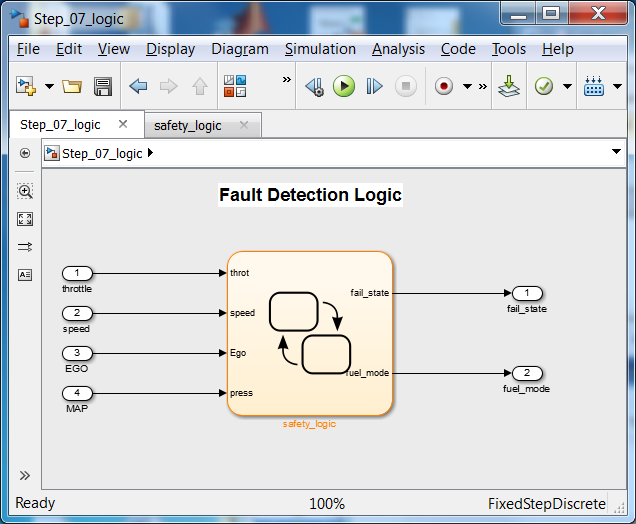 Step_07_logic
File Edit View Display Diagram Simulation Analysis Code Tools Help
» »
Step_07_logic safety_logic
Step_07_logic
Fault Detection Logic
1 throt
throttle
fail_state 1
fail_state
2 speed
speed
3 Ego
EGO
fuel_mode 2
fuel_mode
4 press
MAP
safety_logic
»
Ready 100% FixedStepDiscrete